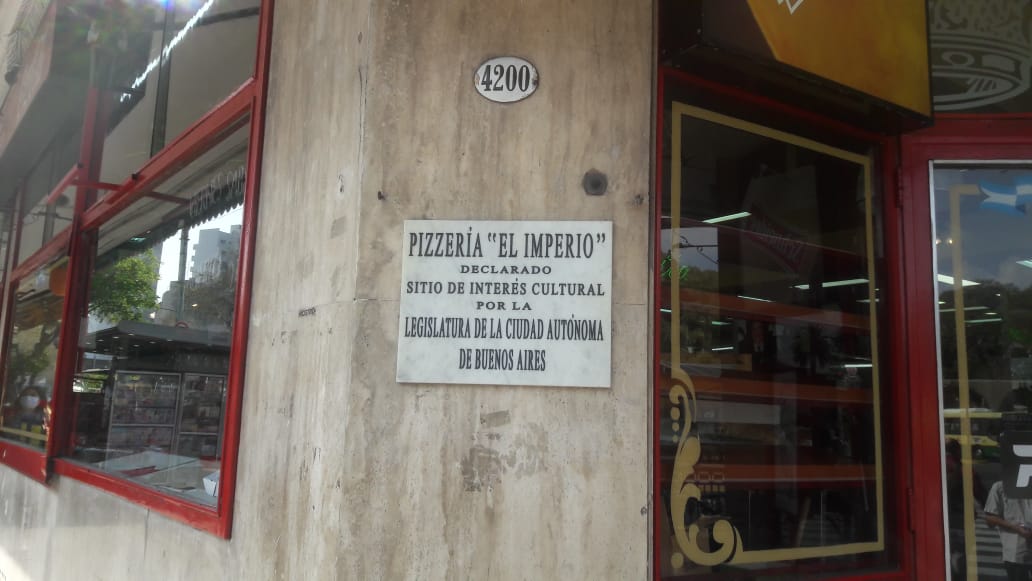 4200
PIZZERÍA "EL IMPERIO"
DECLARADO
SITIO DE INTERÉS CULTURAL
POR LA
LEGISLATURA DE LA CIUDAD AUTÓNOMA
DE BUENOS AIRES